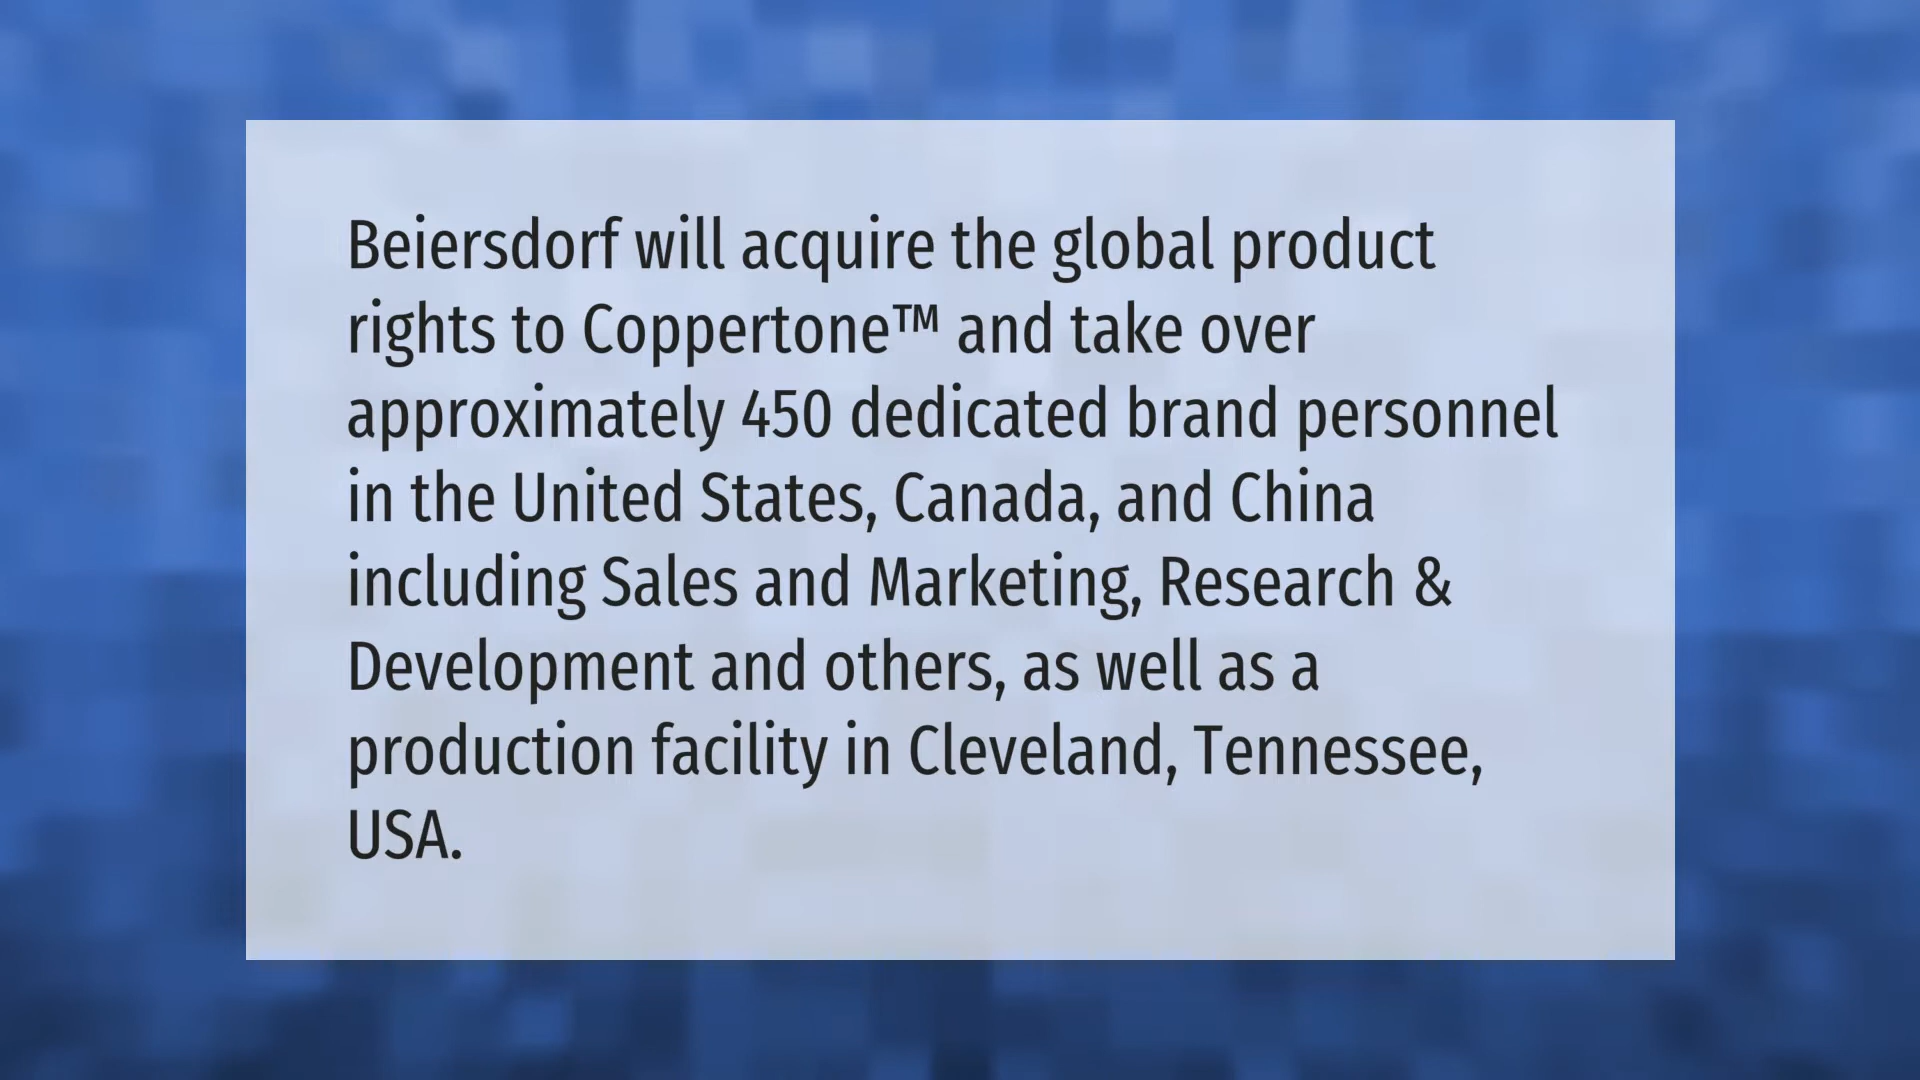 Beiersdorf will acquire the global product
rights to Coppertone™ and take over
approximately 450 dedicated brand personnel
in the United States, Canada, and China
including Sales and Marketing, Research &
Development and others, as well as a
production facility in Cleveland, Tennessee,
USA.